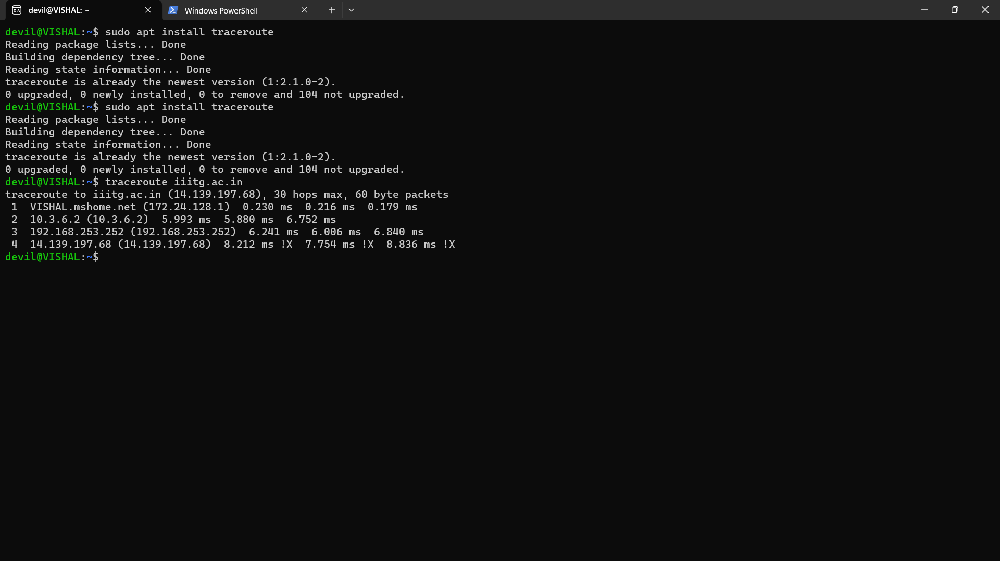 devil@VISHAL: ~
Windows PowerShell
devil@VISHAL:~$ sudo apt install traceroute
Reading package lists... Done
Building dependency tree... Done
Reading state information... Done
traceroute is already the newest version (1:2.1.0-2).
0 upgraded, 0 newly installed, 0 to remove and 104 not upgraded.
devil@VISHAL:~$ sudo apt install traceroute
Reading package lists... Done
Building dependency tree... Done
Reading state information... Done
traceroute is already the newest version (1:2.1.0-2).
0 upgraded, 0 newly installed, 0 to remove and 104 not upgraded.
devil@VISHAL:~$ traceroute iiitg.ac.in
traceroute to iiitg.ac.in (14.139.197.68), 30 hops max, 60 byte packets
 1  VISHAL.mshome.net (172.24.128.1)  0.230 ms  0.216 ms  0.179 ms
 2  10.3.6.2 (10.3.6.2)  5.993 ms  5.880 ms  6.752 ms
 3  192.168.253.252 (192.168.253.252)  6.241 ms  6.006 ms  6.840 ms
 4  14.139.197.68 (14.139.197.68)  8.212 ms !X  7.754 ms !X  8.836 ms !X
devil@VISHAL:~$